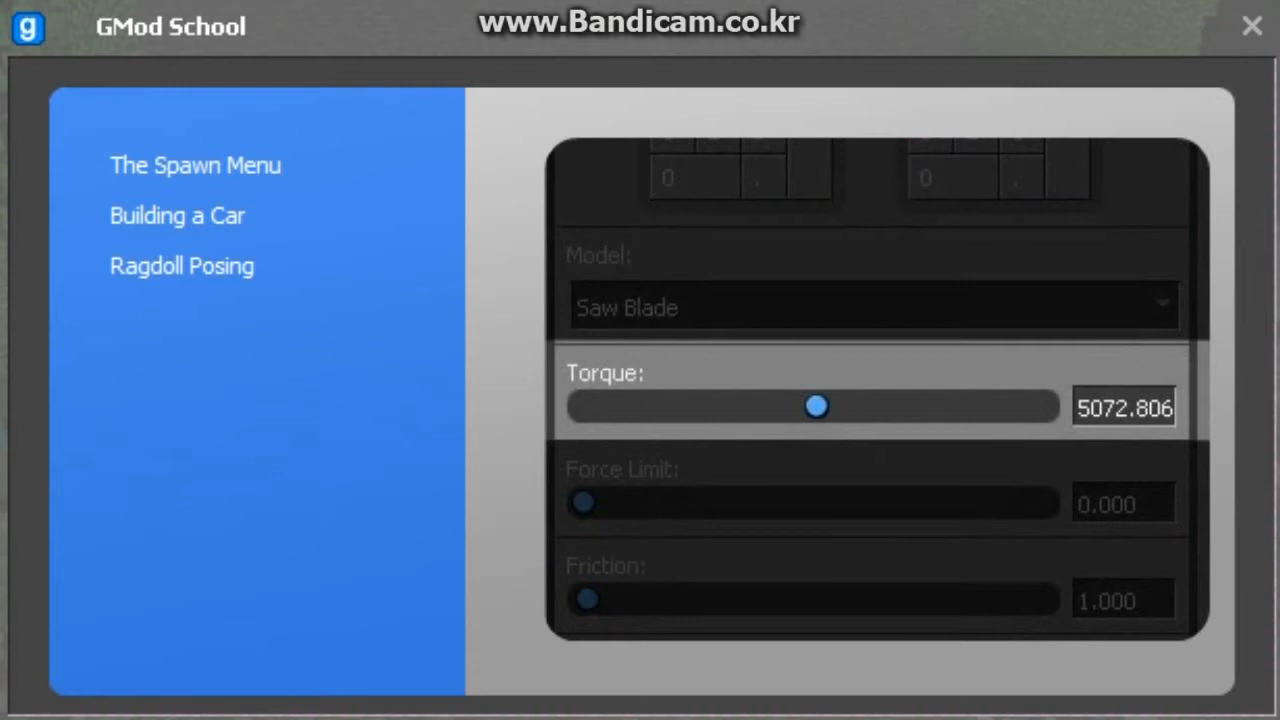 www.Bandicam.co.kr
g GMod School
The Spawn Menu
Building a Car
Ragdoll Posing
0 . 0 .
Model:
Saw Blade
Torque:
5072.806
Force Limit:
0.000
Friction:
1.000